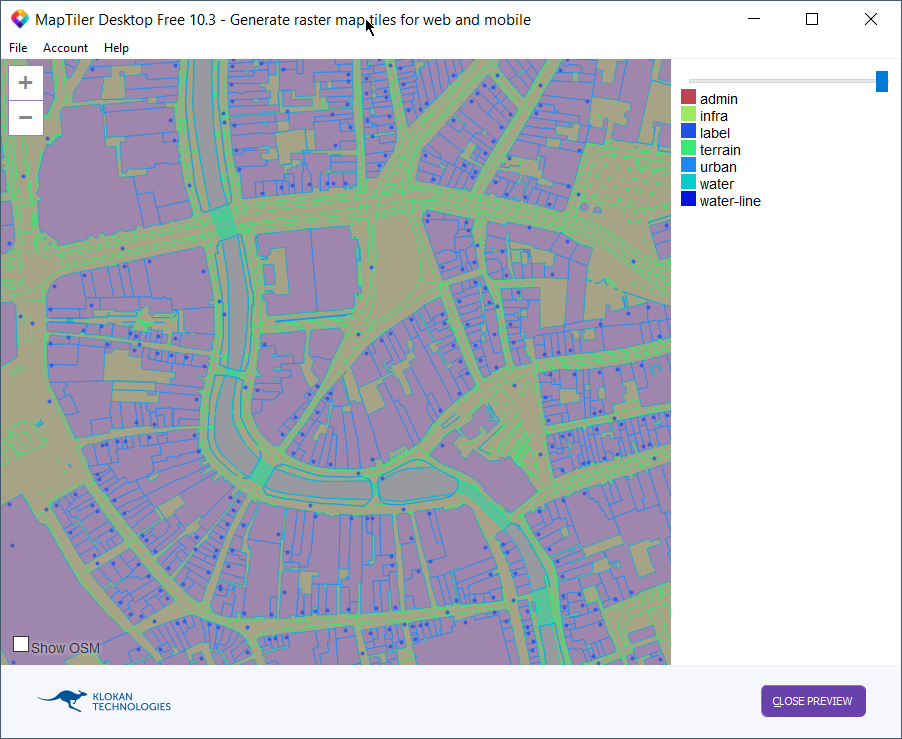 MapTiler Desktop Free 10.3 - Generate raster map tiles for web and mobile
File Account Help
+
−
admin
infra
label
terrain
urban
water
water-line
Show OSM
KLOKAN
TECHNOLOGIES
CLOSE PREVIEW